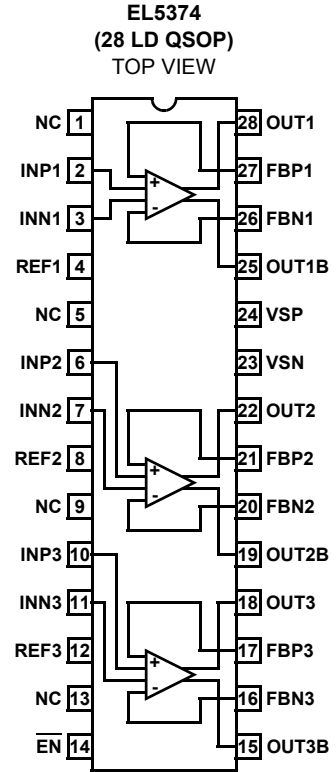 EL5374
(28 LD QSOP)
TOP VIEW
NC 1
28 OUT1
INP1 2
27 FBP1
+
-
INN1 3
26 FBN1
REF1 4
25 OUT1B
NC 5
24 VSP
INP2 6
23 VSN
INN2 7
22 OUT2
REF2 8
21 FBP2
+
-
NC 9
20 FBN2
INP3 10
19 OUT2B
INN3 11
18 OUT3
REF3 12
17 FBP3
+
-
NC 13
16 FBN3
E̅N̅ 14
15 OUT3B